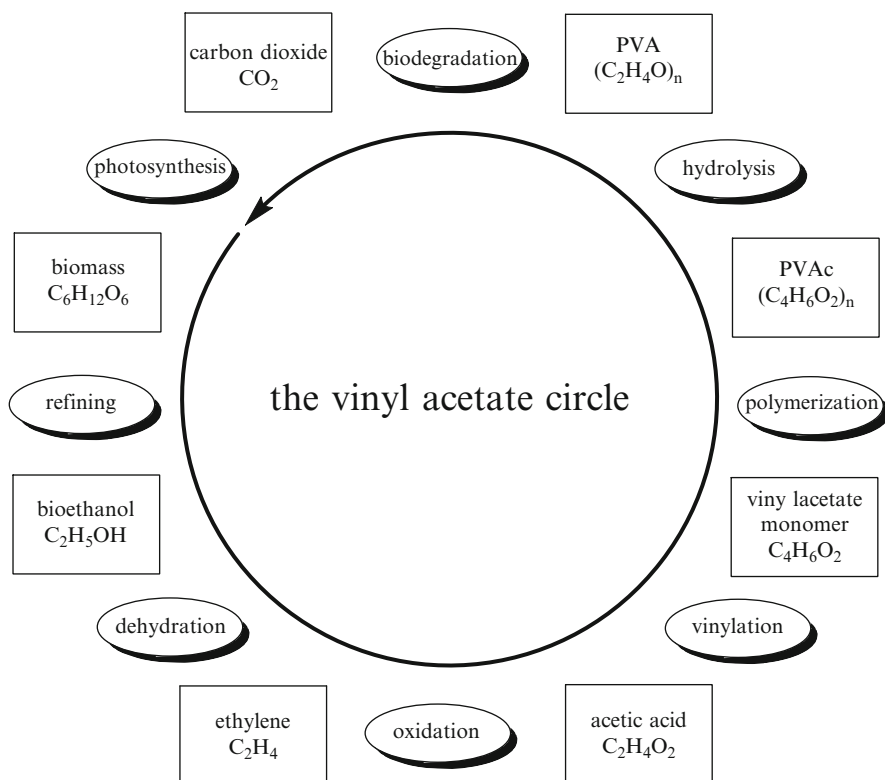 carbon dioxide
CO₂
biodegradation
PVA
(C₂H₄O)ₙ
photosynthesis
hydrolysis
biomass
C₆H₁₂O₆
PVAc
(C₄H₆O₂)ₙ
refining
the vinyl acetate circle
polymerization
bioethanol
C₂H₅OH
viny lacetate
monomer
C₄H₆O₂
dehydration
vinylation
ethylene
C₂H₄
oxidation
acetic acid
C₂H₄O₂